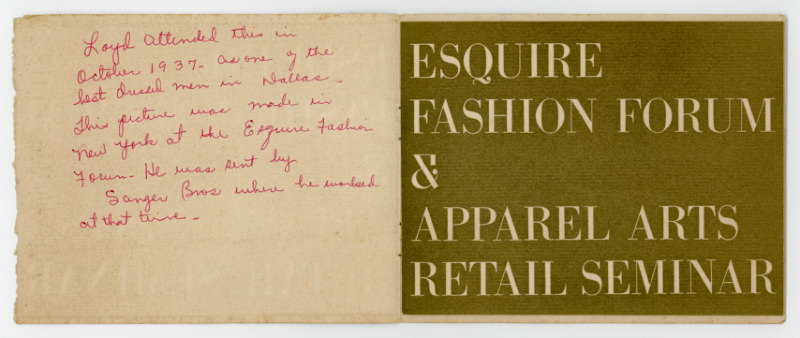 Loyd attended this in
October 1937- as one of the
best dressed men in Dallas -
This picture was made in
New York at the Esquire Fashion
Forum - He was sent by
Sanger Bros where he worked
at that time -
ESQUIRE
FASHION FORUM
&
APPAREL ARTS
RETAIL SEMINAR